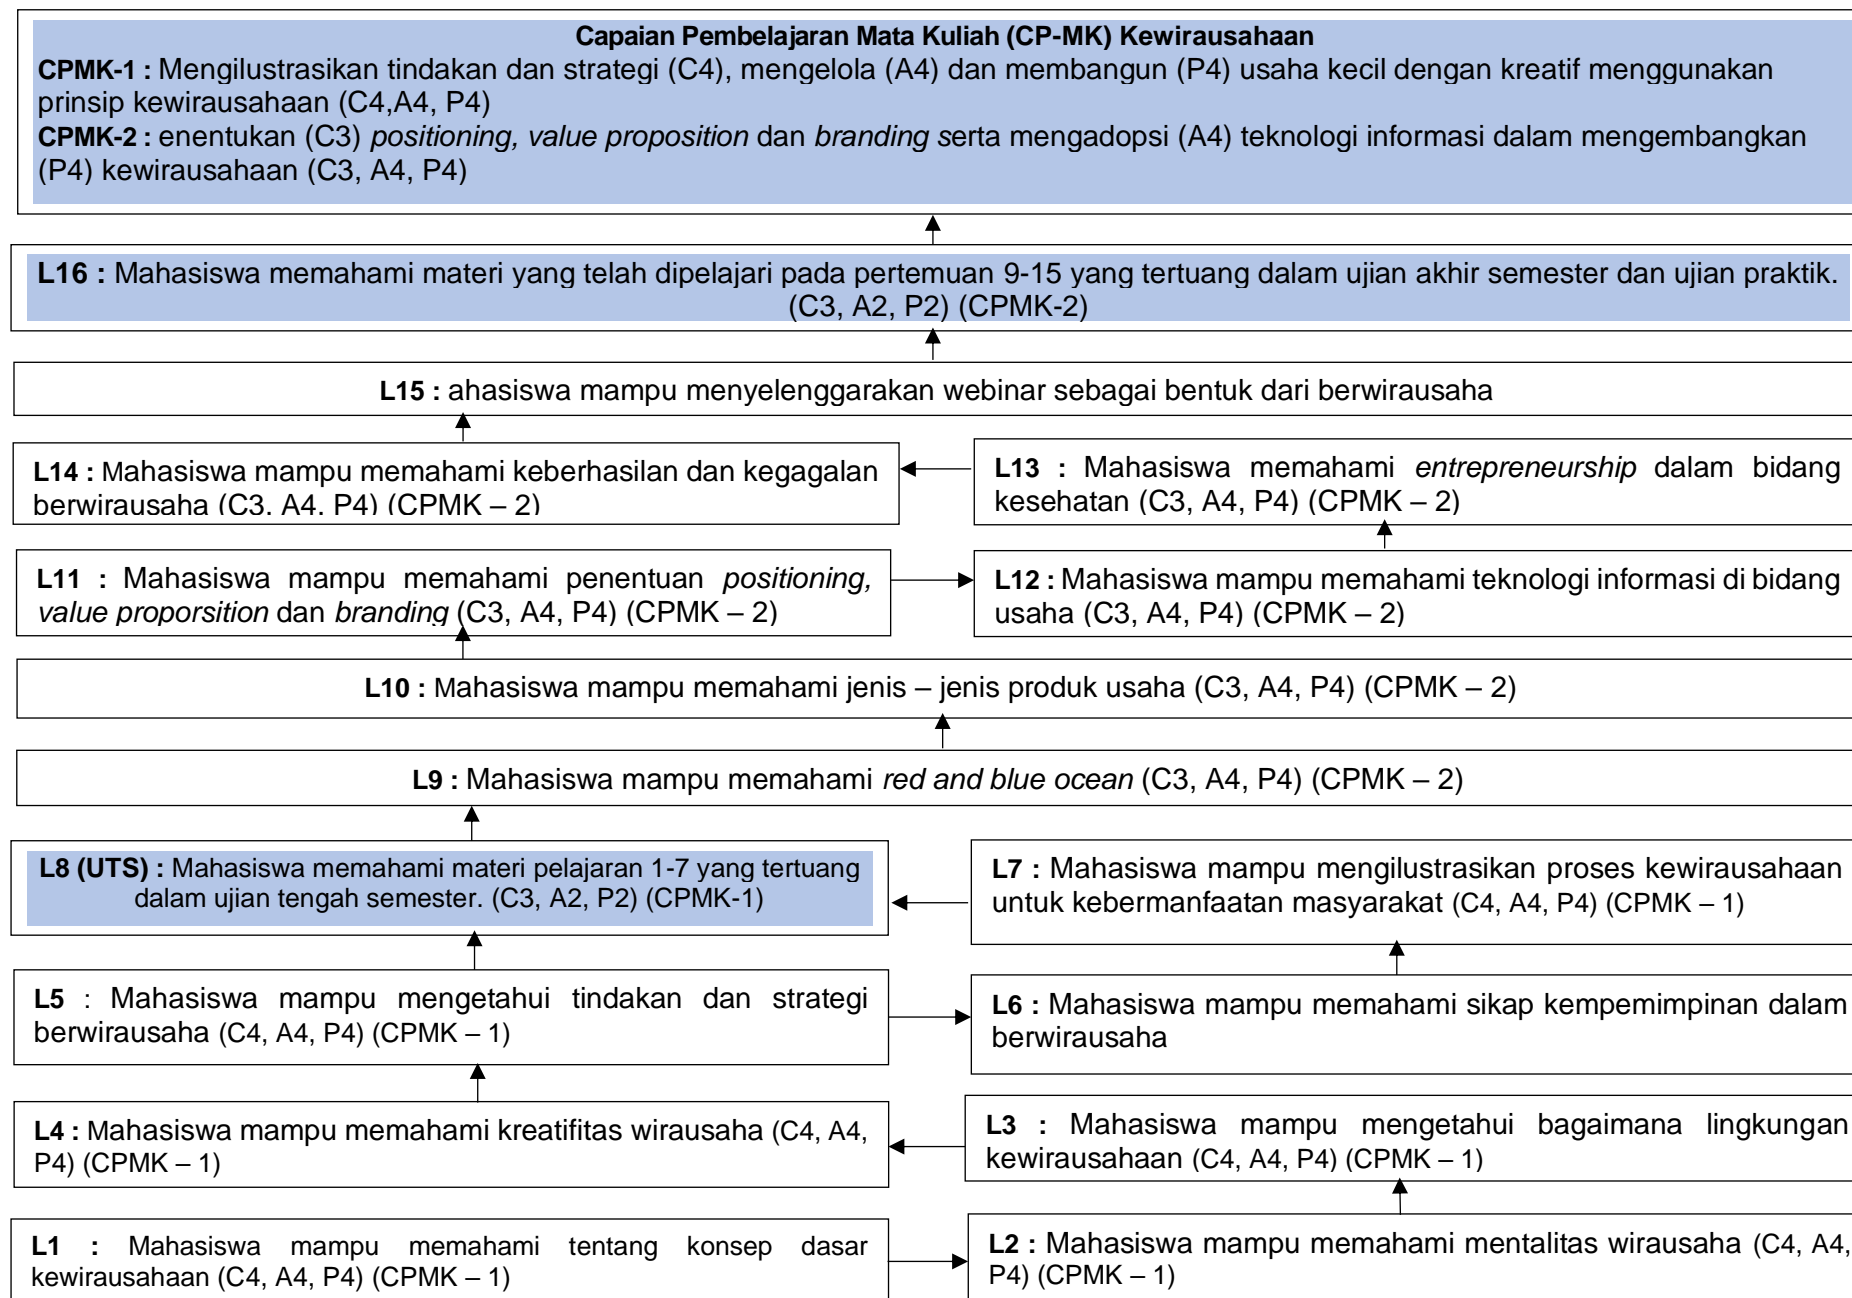 Capaian Pembelajaran Mata Kuliah (CP-MK) Kewirausahaan
CPMK-1 : Mengilustrasikan tindakan dan strategi (C4), mengelola (A4) dan membangun (P4) usaha kecil dengan kreatif menggunakan
prinsip kewirausahaan (C4,A4, P4)
CPMK-2 : enentukan (C3) positioning, value proposition dan branding serta mengadopsi (A4) teknologi informasi dalam mengembangkan
(P4) kewirausahaan (C3, A4, P4)
L16 : Mahasiswa memahami materi yang telah dipelajari pada pertemuan 9-15 yang tertuang dalam ujian akhir semester dan ujian praktik.
(C3, A2, P2) (CPMK-2)
L15 : ahasiswa mampu menyelenggarakan webinar sebagai bentuk dari berwirausaha
L14 : Mahasiswa mampu memahami keberhasilan dan kegagalan
berwirausaha (C3, A4, P4) (CPMK – 2)
L13 : Mahasiswa memahami entrepreneurship dalam bidang
kesehatan (C3, A4, P4) (CPMK – 2)
L11 : Mahasiswa mampu memahami penentuan positioning,
value proporsition dan branding (C3, A4, P4) (CPMK – 2)
L12 : Mahasiswa mampu memahami teknologi informasi di bidang
usaha (C3, A4, P4) (CPMK – 2)
L10 : Mahasiswa mampu memahami jenis – jenis produk usaha (C3, A4, P4) (CPMK – 2)
L9 : Mahasiswa mampu memahami red and blue ocean (C3, A4, P4) (CPMK – 2)
L8 (UTS) : Mahasiswa memahami materi pelajaran 1-7 yang tertuang
dalam ujian tengah semester. (C3, A2, P2) (CPMK-1)
L7 : Mahasiswa mampu mengilustrasikan proses kewirausahaan
untuk kebermanfaatan masyarakat (C4, A4, P4) (CPMK – 1)
L5 : Mahasiswa mampu mengetahui tindakan dan strategi
berwirausaha (C4, A4, P4) (CPMK – 1)
L6 : Mahasiswa mampu memahami sikap kempemimpinan dalam
berwirausaha
L4 : Mahasiswa mampu memahami kreatifitas wirausaha (C4, A4,
P4) (CPMK – 1)
L3 : Mahasiswa mampu mengetahui bagaimana lingkungan
kewirausahaan (C4, A4, P4) (CPMK – 1)
L1 : Mahasiswa mampu memahami tentang konsep dasar
kewirausahaan (C4, A4, P4) (CPMK – 1)
L2 : Mahasiswa mampu memahami mentalitas wirausaha (C4, A4,
P4) (CPMK – 1)